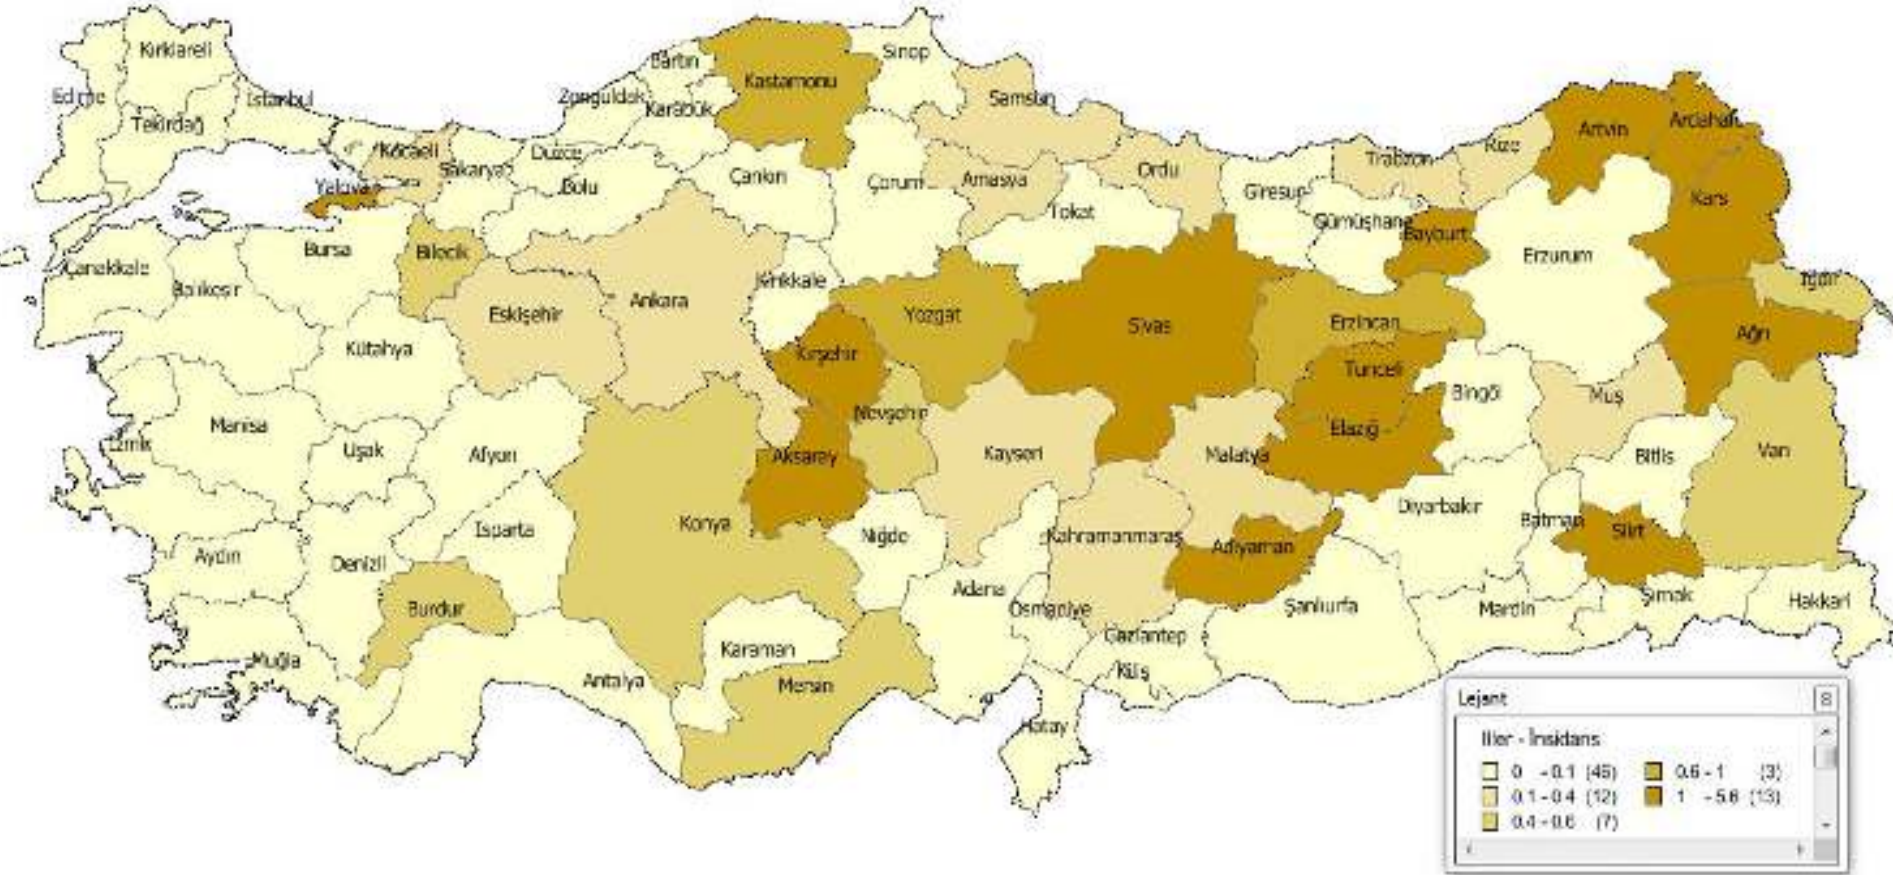 Kırklareli
Edirne
Tekirdağ
İstanbul
Kocaeli
Yalova
Sakarya
Düzce
Bolu
Zonguldak
Bartın
Karabük
Kastamonu
Sinop
Çankırı
Çorum
Samsun
Amasya
Tokat
Ordu
Giresun
Gümüşhane
Trabzon
Rize
Bayburt
Artvin
Ardahan
Kars
Erzurum
Iğdır
Ağrı
Çanakkale
Balıkesir
Bursa
Bilecik
Eskişehir
Ankara
Kırıkkale
Kütahya
Kırşehir
Yozgat
Sivas
Erzincan
Tunceli
Elazığ
Bingöl
Muş
Bitlis
Van
Manisa
İzmir
Uşak
Afyon
Konya
Aksaray
Nevşehir
Kayseri
Malatya
Diyarbakır
Batman
Siirt
Aydın
Denizli
Isparta
Burdur
Niğde
Kahramanmaraş
Adıyaman
Muğla
Antalya
Karaman
Mersin
Adana
Osmaniye
Gaziantep
Kilis
Hatay
Şanlıurfa
Mardin
Şırnak
Hakkari
Lejant
İller - İnsidans
0 - 0.1 (46) 0.6 - 1 (3)
0.1 - 0.4 (12) 1 - 5.6 (13)
0.4 - 0.6 (7)